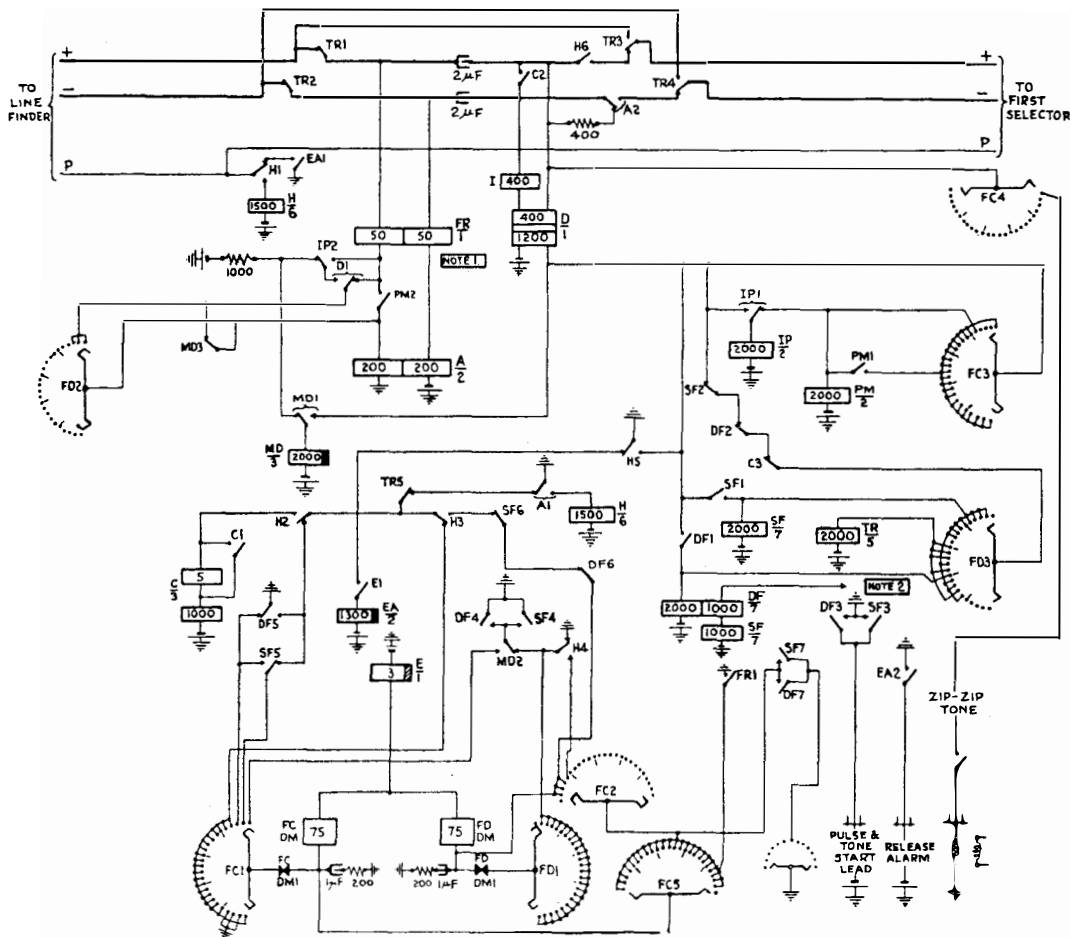 TR1
TR2
TR3
TR4
H6
C2
A2
+
−
P
TO LINE FINDER
2μF
2μF
400
+
−
P
TO FIRST SELECTOR
H1
EA1
1500
H/6
I
400
400
1200
D/1
FC4
50
50
FR/1
NOTE 1
IP2
D1
1000
PM2
MD3
FD2
200
200
A/2
IP1
2000
IP/2
PM1
2000
PM/2
FC3
SF2
DF2
C3
MD1
MD/3
2000
H5
TR5
A1
1500
H/6
SF1
2000
SF/7
2000
TR/5
FD3
NOTE 2
H2
H3
SF6
C1
5
C/3
1000
DF5
SF5
E1
1300
EA/2
3
E/1
DF6
DF4
SF4
MD2
H4
DF1
2000
1000
DF/7
1000
SF/7
FR1
SF7
DF7
DF3
SF3
EA2
ZIP-ZIP TONE
FC DM
75
FD DM
75
FC1
FC DM1
1μF
200
200
1μF
FD DM1
FD1
FC2
FC5
PULSE & TONE START LEAD
RELEASE ALARM